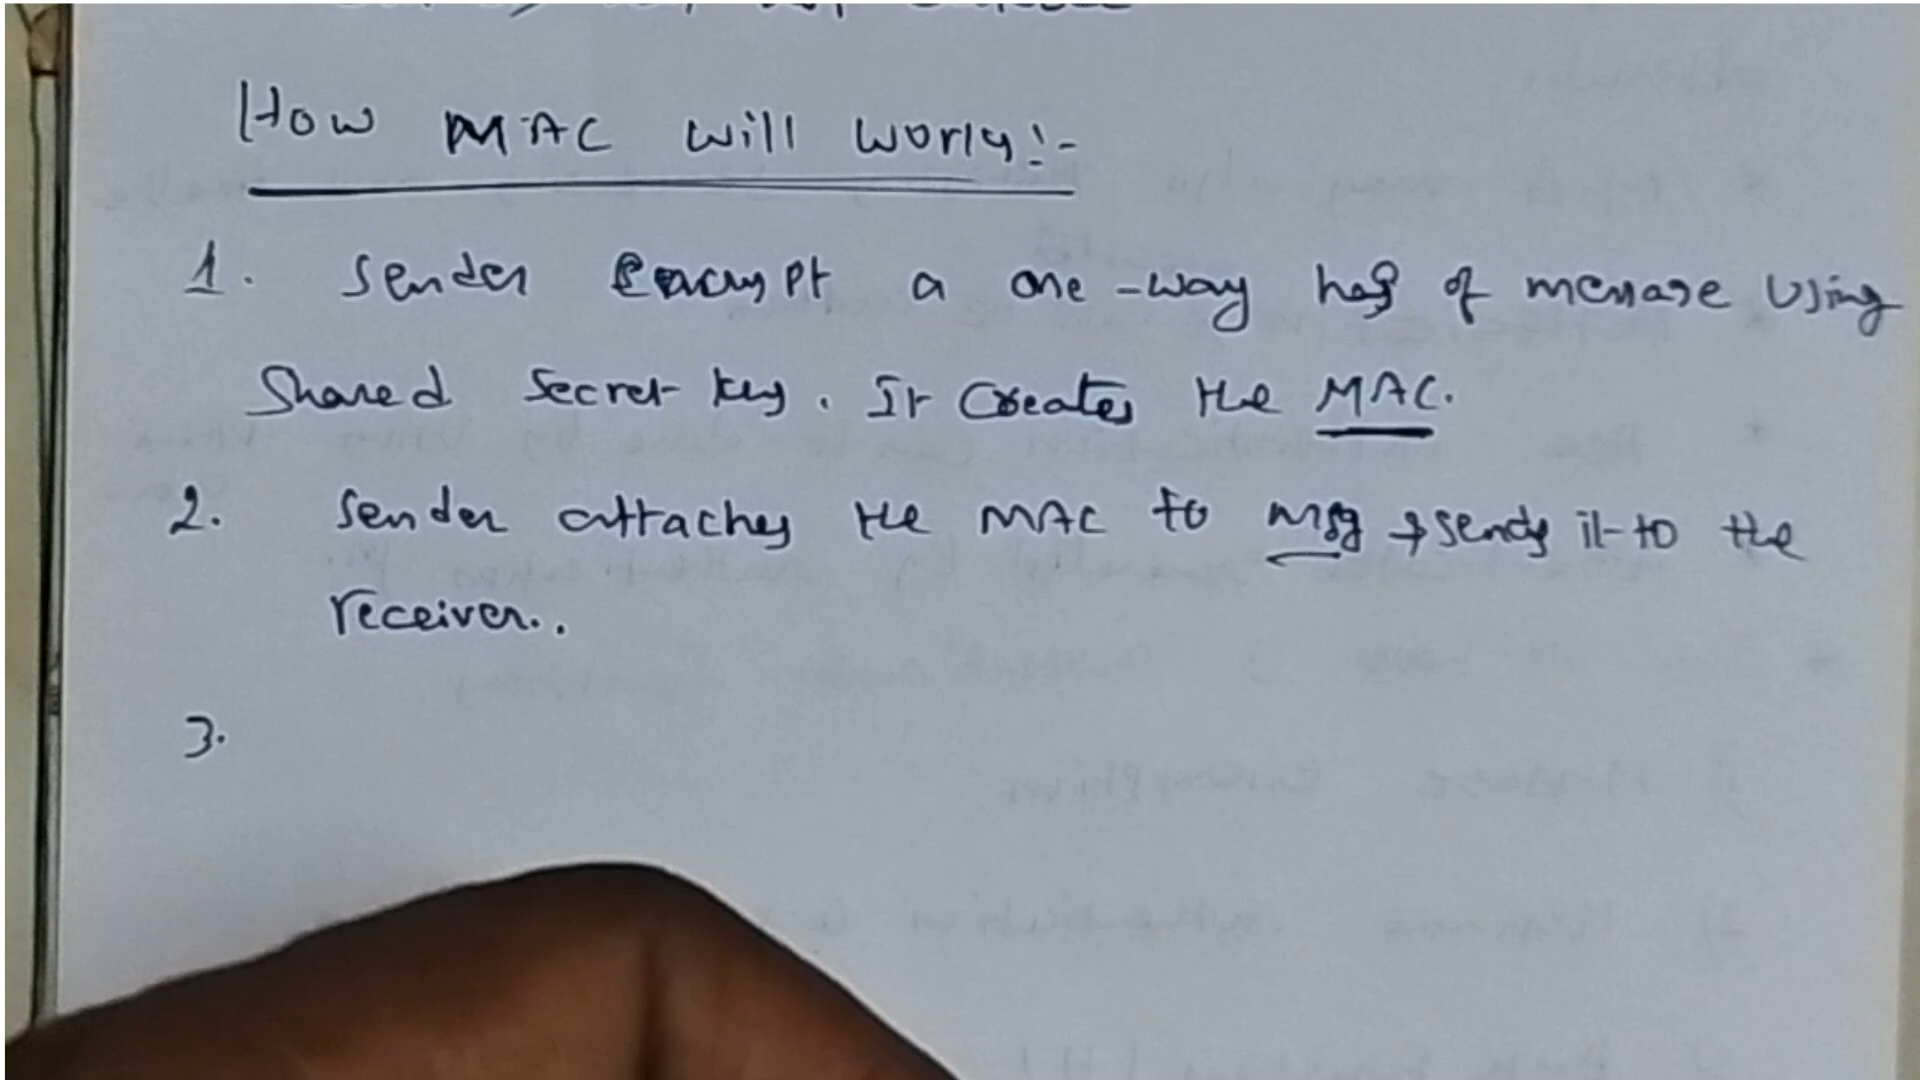 How MAC will work:-
1. Sender Encrypt a one-way hash of message using
Shared Secret key. It Creates the MAC.
2. Sender attaches the MAC to msg & sends it to the
receiver..
3.